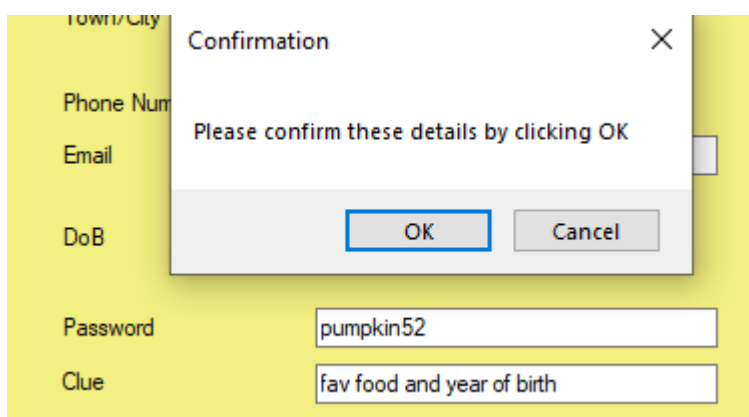 Town/City
Confirmation
Phone Num
Please confirm these details by clicking OK
Email
OK Cancel
DoB
Password pumpkin52
Clue fav food and year of birth